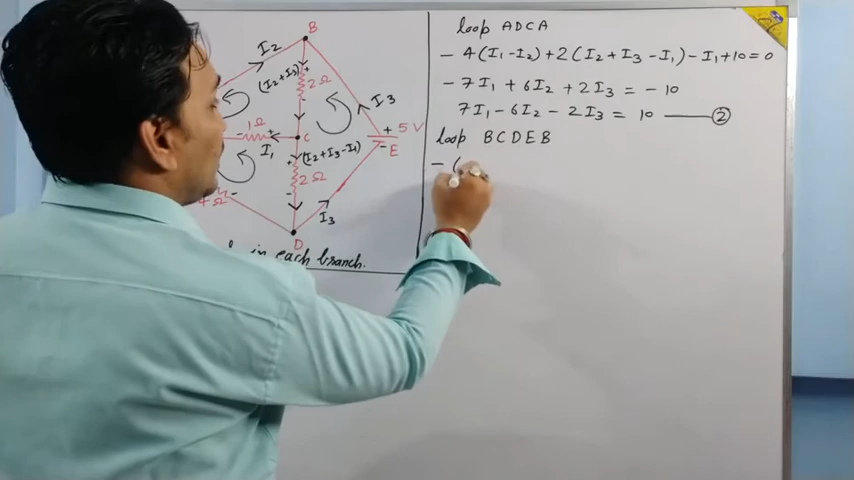 B
I2
(I2+I3)
+
2Ω
-
I3
1Ω
C
+ 5V
I1
(I2+I3-I1)
- E
+
2Ω
4Ω
-
I3
D
in each branch.
loop ADCA
- 4(I1-I2)+2(I2+I3-I1)-I1+10=0
- 7I1 + 6I2 + 2I3 = - 10
7I1 - 6I2 - 2I3 = 10 —— ②
loop BCDEB
- (